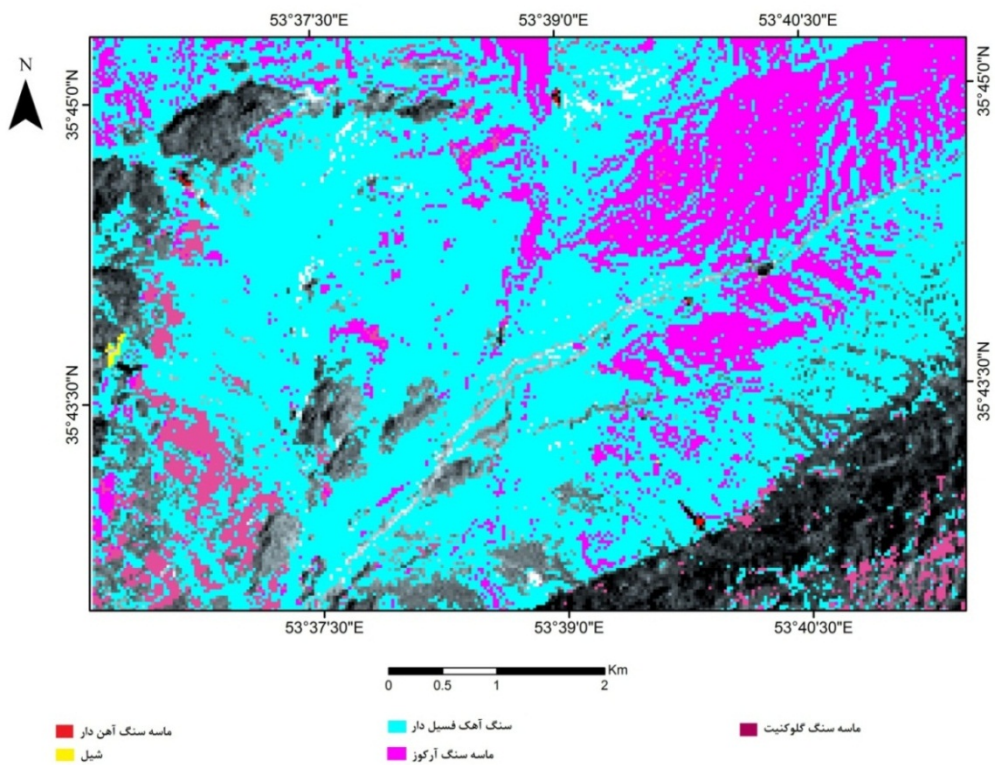 53°37'30"E 53°39'0"E 53°40'30"E
N
35°45'0"N 35°45'0"N
35°43'30"N 35°43'30"N
53°37'30"E 53°39'0"E 53°40'30"E
Km
0 0.5 1 2
ماسه سنگ گلوکنیت سنگ آهک فسیل دار ماسه سنگ آهن دار
ماسه سنگ آرکوز شیل